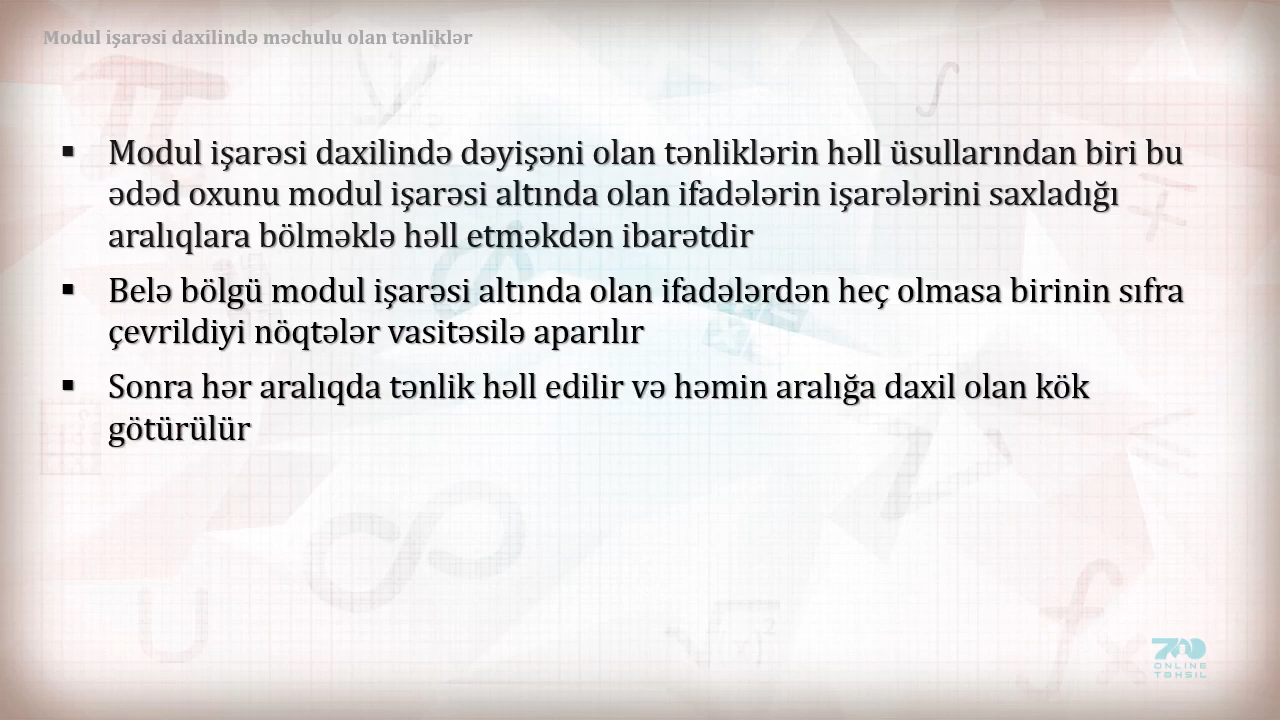 Modul işarəsi daxilində məchulu olan tənliklər
▪ Modul işarəsi daxilində dəyişəni olan tənliklərin həll üsullarından biri bu
ədəd oxunu modul işarəsi altında olan ifadələrin işarələrini saxladığı
aralıqlara bölməklə həll etməkdən ibarətdir
▪ Belə bölgü modul işarəsi altında olan ifadələrdən heç olmasa birinin sıfra
çevrildiyi nöqtələr vasitəsilə aparılır
▪ Sonra hər aralıqda tənlik həll edilir və həmin aralığa daxil olan kök
götürülür
700
ONLINE
TƏHSİL